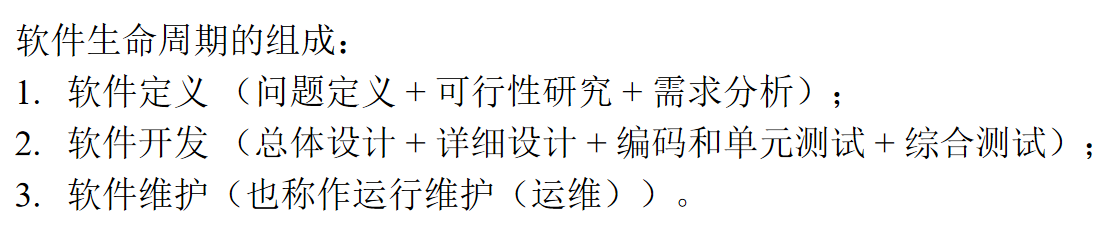 软件生命周期的组成：
1. 软件定义 （问题定义 + 可行性研究 + 需求分析）；
2. 软件开发 （总体设计 + 详细设计 + 编码和单元测试 + 综合测试）；
3. 软件维护（也称作运行维护（运维））。